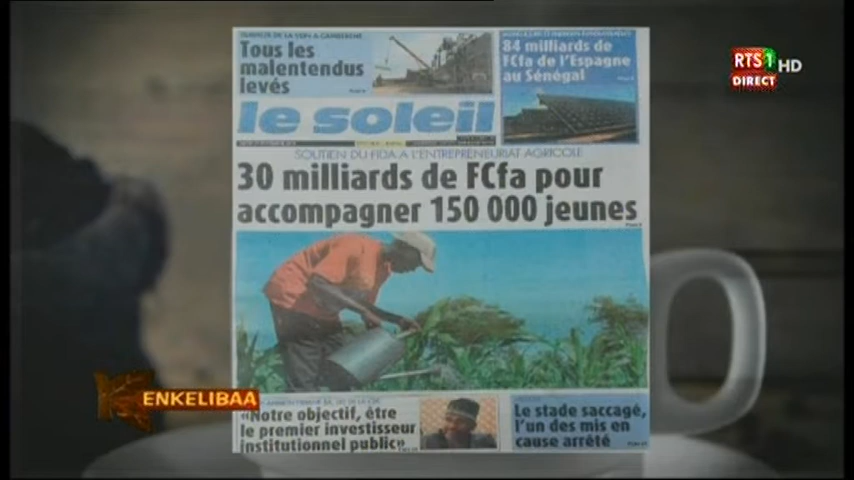 Tous les
malentendus
levés
84 milliards de
FCfa de l'Espagne
au Sénégal
RTS1 HD
DIRECT
le soleil
SOUTIEN DU FIDA A L'ENTREPRENEURIAT AGRICOLE
30 milliards de FCfa pour
accompagner 150 000 jeunes
ENKELIBAA
«Notre objectif, être
le premier investisseur
institutionnel public»
Le stade saccagé,
l'un des mis en
cause arrêté